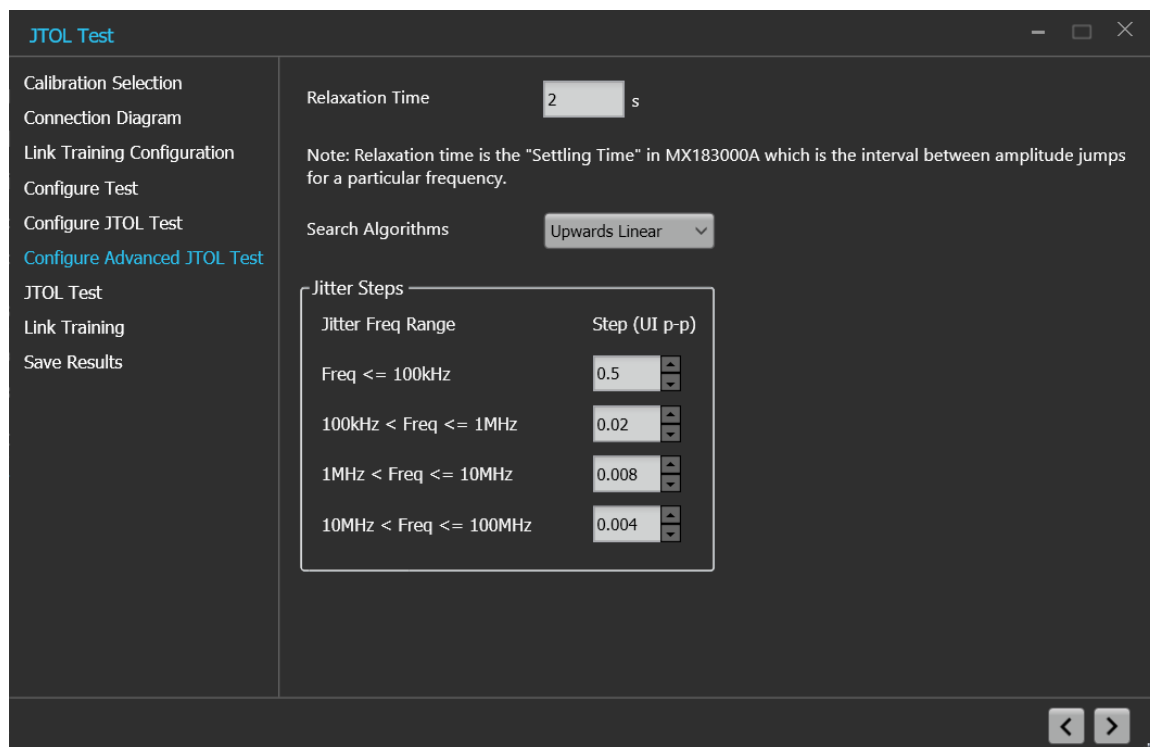 JTOL Test
Calibration Selection
Connection Diagram
Link Training Configuration
Configure Test
Configure JTOL Test
Configure Advanced JTOL Test
JTOL Test
Link Training
Save Results
Relaxation Time 2 s
Note: Relaxation time is the "Settling Time" in MX183000A which is the interval between amplitude jumps
for a particular frequency.
Search Algorithms Upwards Linear
Jitter Steps
Jitter Freq Range Step (UI p-p)
Freq <= 100kHz 0.5
100kHz < Freq <= 1MHz 0.02
1MHz < Freq <= 10MHz 0.008
10MHz < Freq <= 100MHz 0.004